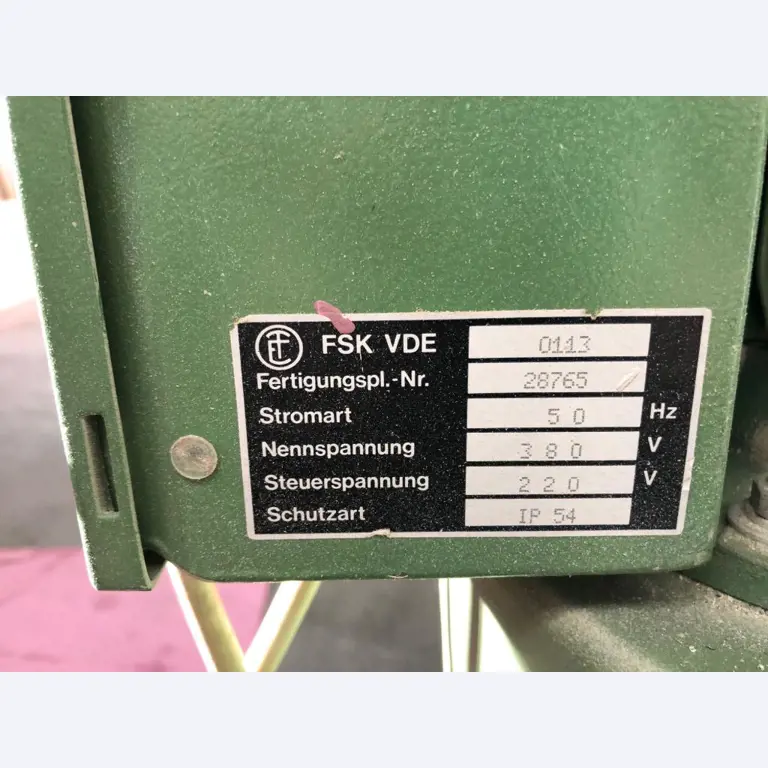 FSK VDE 0113
Fertigungspl.-Nr. 28765
Stromart 50 Hz
Nennspannung 380 V
Steuerspannung 220 V
Schutzart IP 54